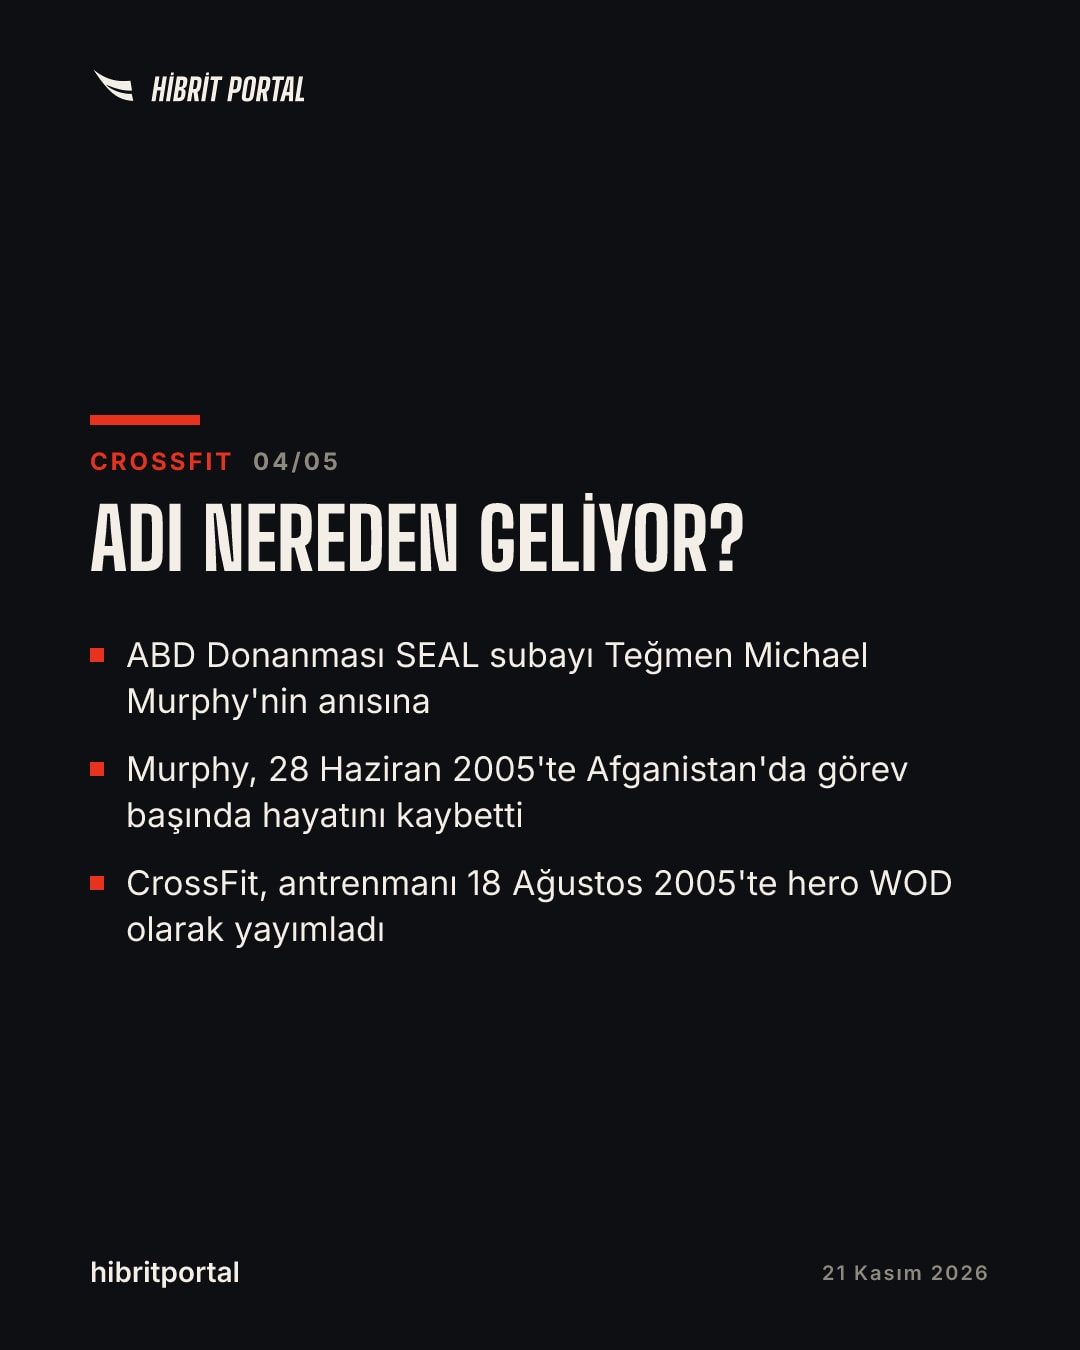 HİBRİT PORTAL
CROSSFIT 04/05
ADI NEREDEN GELİYOR?
ABD Donanması SEAL subayı Teğmen Michael
Murphy'nin anısına
Murphy, 28 Haziran 2005'te Afganistan'da görev
başında hayatını kaybetti
CrossFit, antrenmanı 18 Ağustos 2005'te hero WOD
olarak yayımladı
hibritportal
21 Kasım 2026